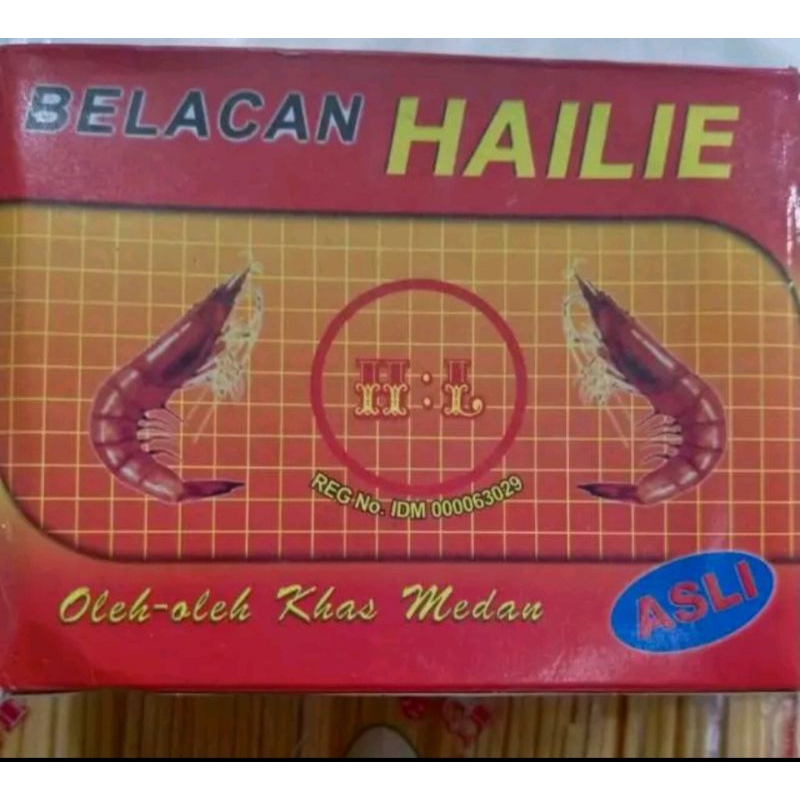 BELACAN HAILIE
H:L
REG No. IDM 000063029
Oleh-oleh Khas Medan
ASLI